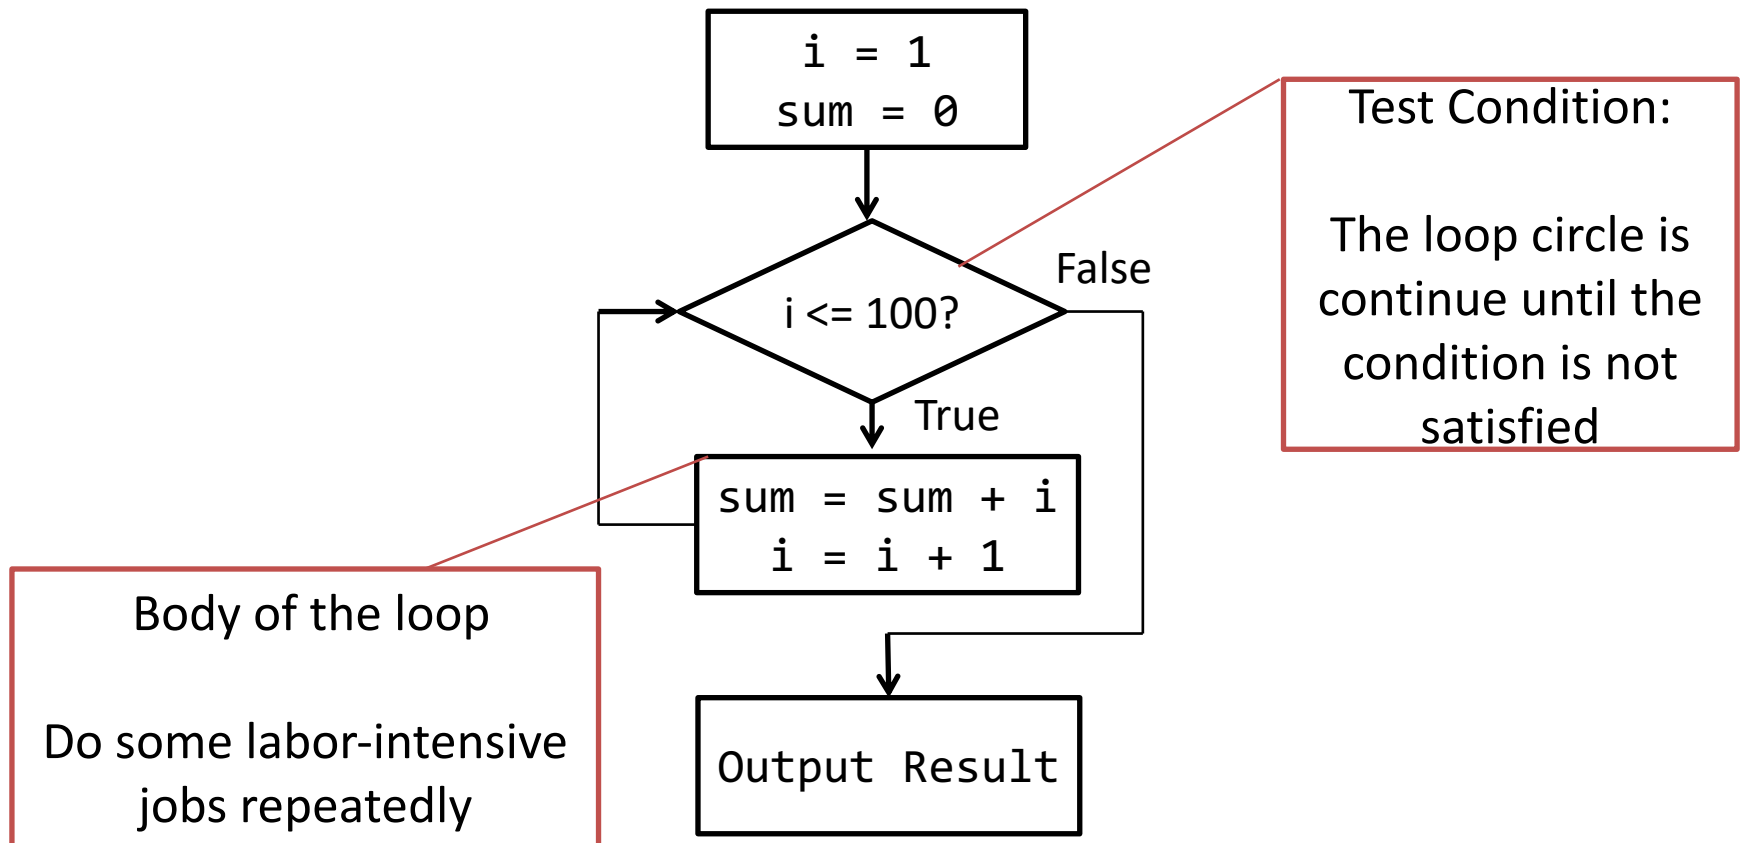 i = 1
sum = 0
Test Condition:
The loop circle is
continue until the
condition is not
satisfied
False
i <= 100?
True
sum = sum + i
i = i + 1
Body of the loop
Do some labor-intensive
jobs repeatedly
Output Result